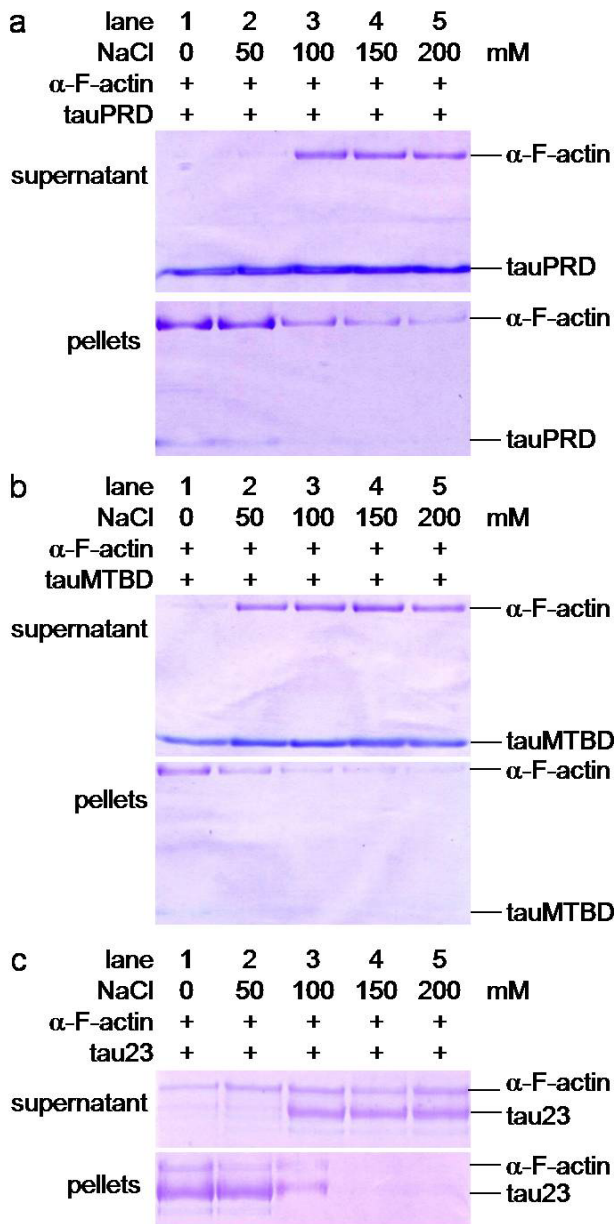 a lane 1 2 3 4 5
NaCl 0 50 100 150 200 mM
α-F-actin + + + + +
tauPRD + + + + +
supernatant α-F-actin
tauPRD
pellets α-F-actin
tauPRD
b lane 1 2 3 4 5
NaCl 0 50 100 150 200 mM
α-F-actin + + + + +
tauMTBD + + + + +
supernatant α-F-actin
tauMTBD
pellets α-F-actin
tauMTBD
c lane 1 2 3 4 5
NaCl 0 50 100 150 200 mM
α-F-actin + + + + +
tau23 + + + + +
supernatant α-F-actin
tau23
pellets α-F-actin
tau23